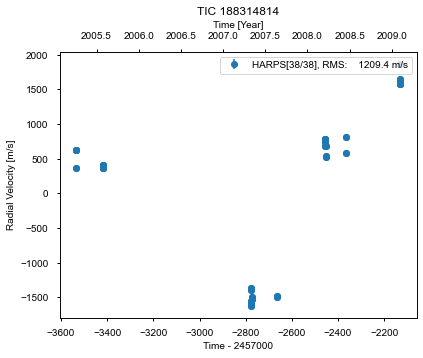 TIC 188314814
Time [Year]
2005.5 2006.0 2006.5 2007.0 2007.5 2008.0 2008.5 2009.0
HARPS[38/38], RMS: 1209.4 m/s
Radial Velocity [m/s]
2000
1500
1000
500
0
−500
−1000
−1500
−3600 −3400 −3200 −3000 −2800 −2600 −2400 −2200
Time - 2457000